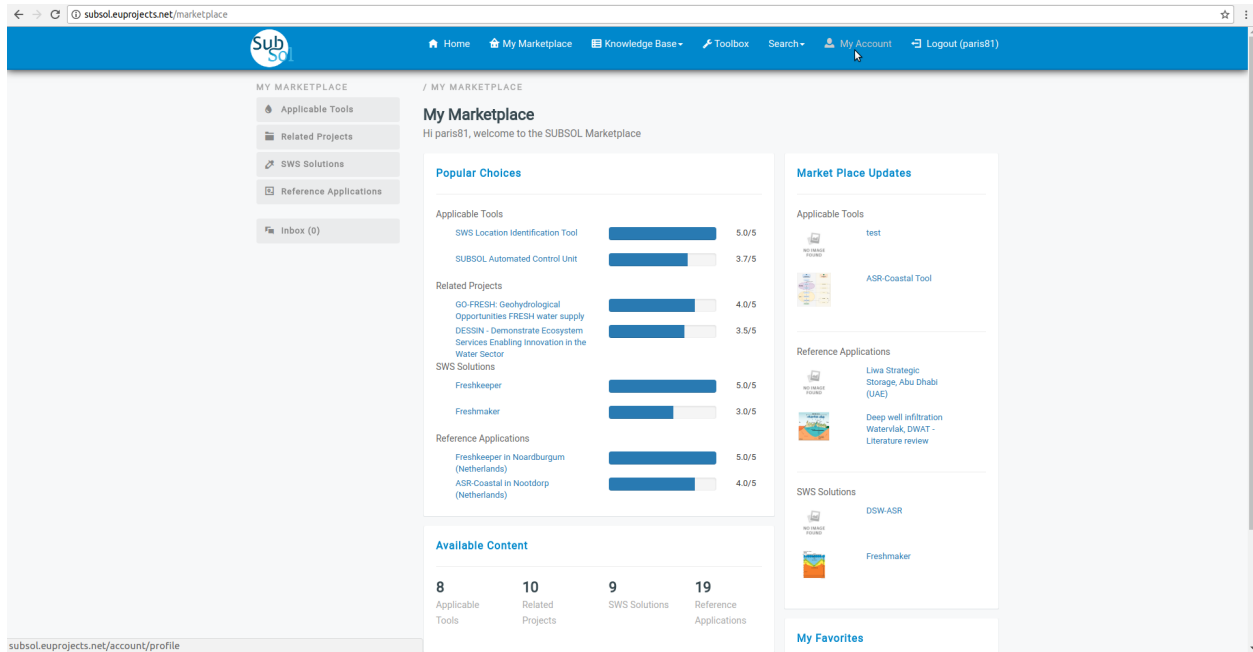 subsol.euprojects.net/marketplace
Sub
Sol
Home
My Marketplace
Knowledge Base
Toolbox
Search
My Account
Logout (paris81)
MY MARKETPLACE
Applicable Tools
Related Projects
SWS Solutions
Reference Applications
Inbox (0)
/ MY MARKETPLACE
My Marketplace
Hi paris81, welcome to the SUBSOL Marketplace
Popular Choices
Applicable Tools
SWS Location Identification Tool 5.0/5
SUBSOL Automated Control Unit 3.7/5
Related Projects
GO-FRESH: Geohydrological
Opportunities FRESH water supply
4.0/5
DESSIN - Demonstrate Ecosystem
Services Enabling Innovation in the
Water Sector
3.5/5
SWS Solutions
Freshkeeper 5.0/5
Freshmaker 3.0/5
Reference Applications
Freshkeeper in Noardburgum
(Netherlands)
5.0/5
ASR-Coastal in Nootdorp
(Netherlands)
4.0/5
Available Content
8
Applicable
Tools
10
Related
Projects
9
SWS Solutions
19
Reference
Applications
Market Place Updates
Applicable Tools
NO IMAGE
FOUND
test
ASR-Coastal Tool
Reference Applications
NO IMAGE
FOUND
Liwa Strategic
Storage, Abu Dhabi
(UAE)
Deep well infiltration
Watervlak, DWAT -
Literature review
SWS Solutions
NO IMAGE
FOUND
DSW-ASR
Freshmaker
My Favorites
subsol.euprojects.net/account/profile